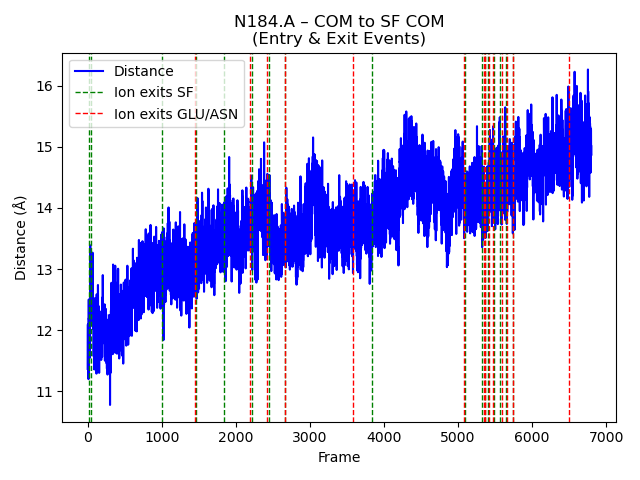 N184.A – COM to SF COM
(Entry & Exit Events)
Distance
Ion exits SF
Ion exits GLU/ASN
Distance (Å)
16
15
14
13
12
11
0 1000 2000 3000 4000 5000 6000 7000
Frame